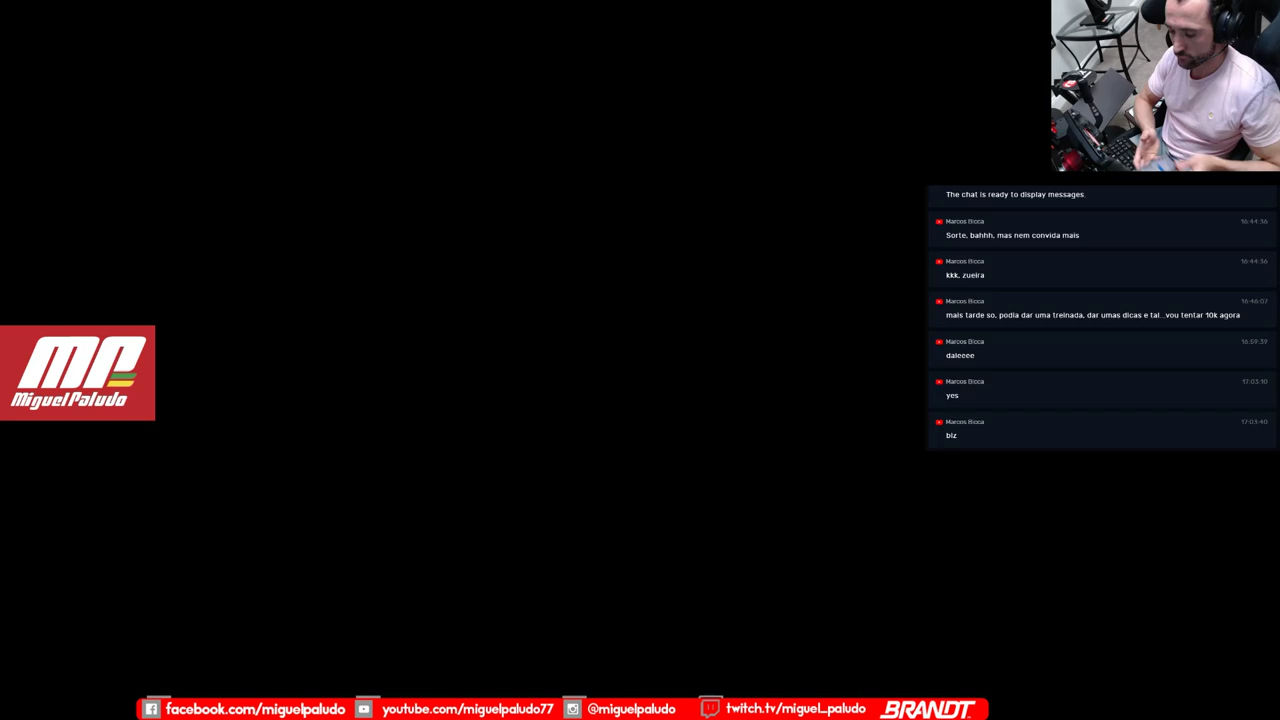 The chat is ready to display messages.
Marcos Bicca 16:44:36
Sorte, bahhh, mas nem convida mais
Marcos Bicca 16:44:36
kkk, zueira
Marcos Bicca 16:46:07
mais tarde so, podia dar uma treinada, dar umas dicas e tal...vou tentar 10k agora
Marcos Bicca 16:59:39
daleeee
Marcos Bicca 17:03:10
yes
Marcos Bicca 17:03:40
blz
MP
Miguel Paludo
facebook.com/miguelpaludo youtube.com/miguelpaludo77 @miguelpaludo twitch.tv/miguel_paludo BRANDT